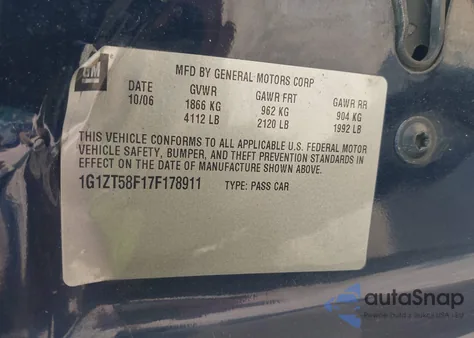 GM
MFD BY GENERAL MOTORS CORP
DATE GVWR GAWR FRT GAWR RR
10/06 1866 KG 962 KG 904 KG
4112 LB 2120 LB 1992 LB
THIS VEHICLE CONFORMS TO ALL APPLICABLE U.S. FEDERAL MOTOR
VEHICLE SAFETY, BUMPER, AND THEFT PREVENTION STANDARDS IN
EFFECT ON THE DATE OF MANUFACTURE SHOWN ABOVE.
1G1ZT58F17F178911 TYPE: PASS CAR
autoSnap